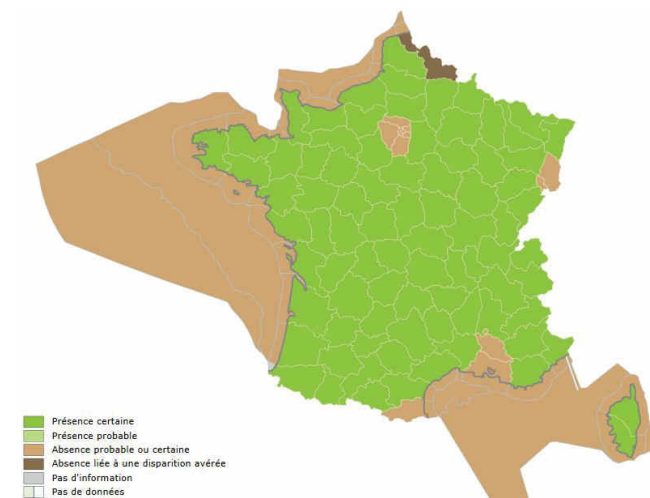 Présence certaine
Présence probable
Absence probable ou certaine
Absence liée à une disparition avérée
Pas d'information
Pas de données